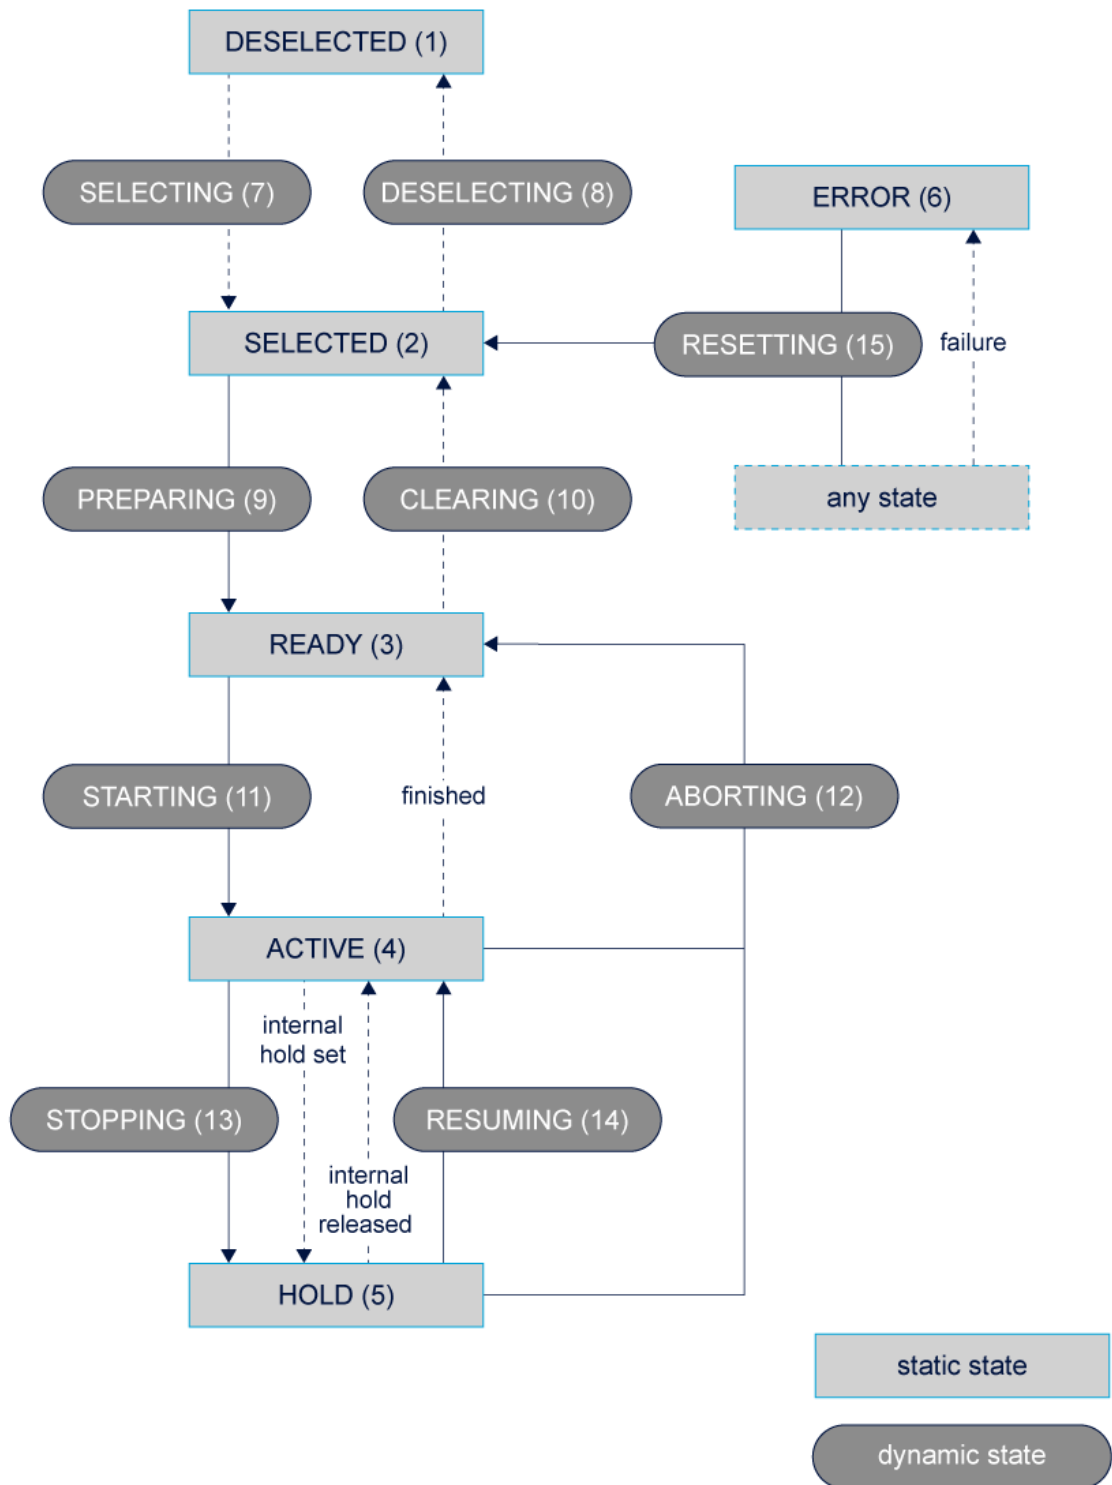 DESELECTED (1)
SELECTING (7)
DESELECTING (8)
ERROR (6)
SELECTED (2)
RESETTING (15)
failure
PREPARING (9)
CLEARING (10)
any state
READY (3)
STARTING (11)
finished
ABORTING (12)
ACTIVE (4)
internal
hold set
STOPPING (13)
RESUMING (14)
internal
hold
released
HOLD (5)
static state
dynamic state